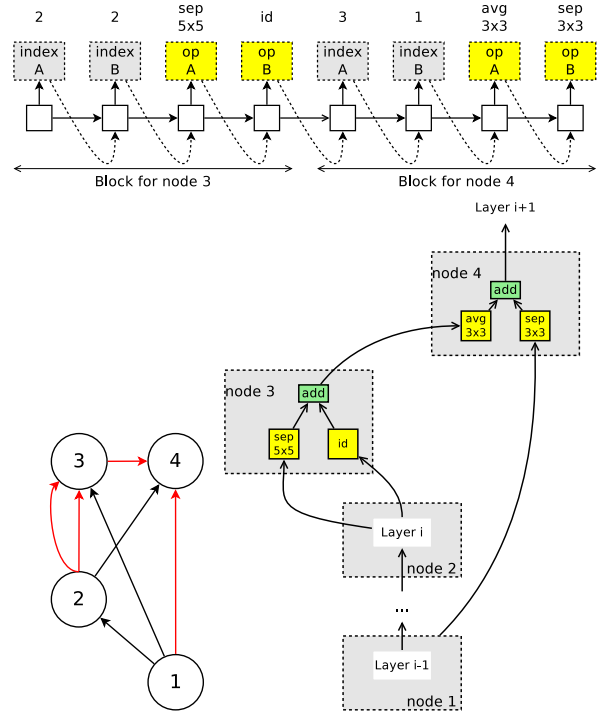 2 2 sep 5x5 id 3 1 avg 3x3 sep 3x3
index A index B op A op B index A index B op A op B
Block for node 3 Block for node 4
Layer i+1
node 4
add
avg 3x3
sep 3x3
node 3
add
sep 5x5
id
3
4
Layer i
2
node 2
...
1
Layer i-1
node 1